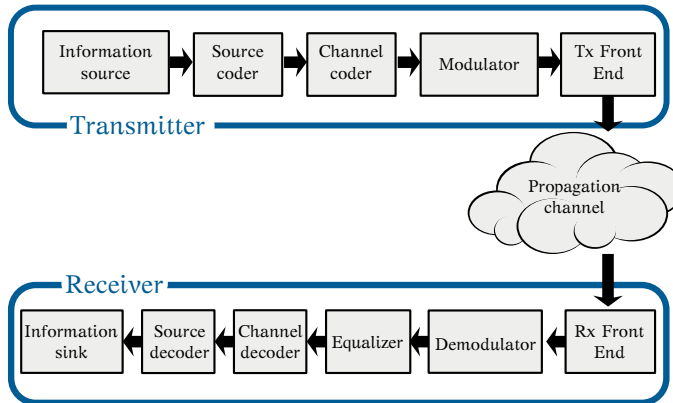 Information
source
Source
coder
Channel
coder
Modulator
Tx Front
End
Transmitter
Propagation
channel
Receiver
Information
sink
Source
decoder
Channel
decoder
Equalizer
Demodulator
Rx Front
End